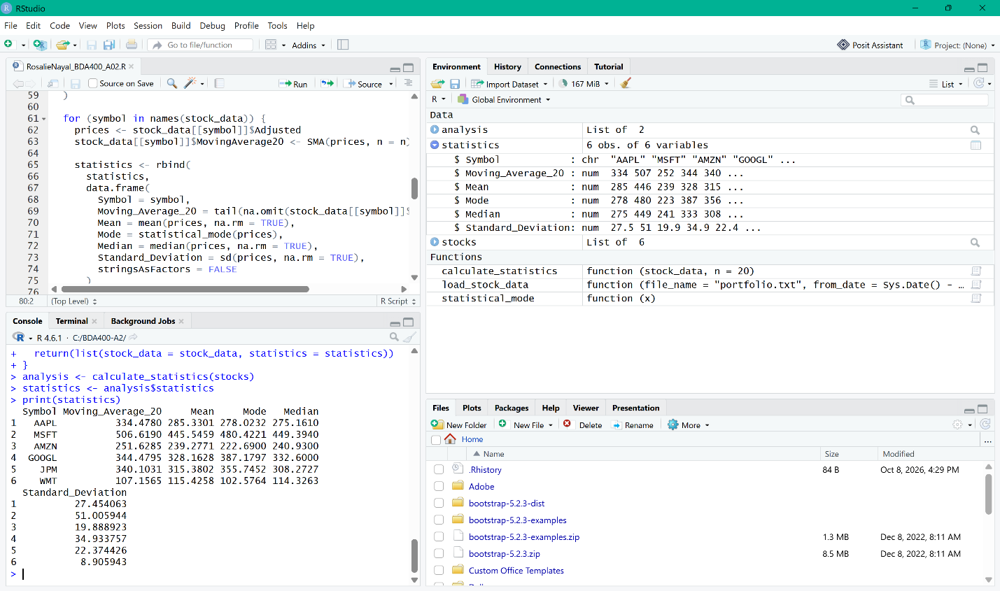 RStudio
File Edit Code View Plots Session Build Debug Profile Tools Help
Go to file/function Addins Posit Assistant Project: (None)
RosalieNayal_BDA400_A02.R
Source on Save Run Source
59 )
60
61 for (symbol in names(stock_data)) {
62 prices <- stock_data[[symbol]]$Adjusted
63 stock_data[[symbol]]$MovingAverage20 <- SMA(prices, n = n)
64
65 statistics <- rbind(
66 statistics,
67 data.frame(
68 Symbol = symbol,
69 Moving_Average_20 = tail(na.omit(stock_data[[symbol]]$
70 Mean = mean(prices, na.rm = TRUE),
71 Mode = statistical_mode(prices),
72 Median = median(prices, na.rm = TRUE),
73 Standard_Deviation = sd(prices, na.rm = TRUE),
74 stringsAsFactors = FALSE
75 )
76
80:2 (Top Level) R Script
Console Terminal Background Jobs
R 4.6.1 · C:/BDA400-A2/
+ return(list(stock_data = stock_data, statistics = statistics))
+ }
> analysis <- calculate_statistics(stocks)
> statistics <- analysis$statistics
> print(statistics)
Symbol Moving_Average_20 Mean Mode Median
1 AAPL 334.4780 285.3301 278.0232 275.1610
2 MSFT 506.6190 445.5459 480.4221 449.3940
3 AMZN 251.6285 239.2771 222.6900 240.9300
4 GOOGL 344.4795 328.1628 387.1797 332.6000
5 JPM 340.1031 315.3802 355.7452 308.2727
6 WMT 107.1565 115.4258 102.5764 114.3263
Standard_Deviation
1 27.454063
2 51.005944
3 19.888923
4 34.933757
5 22.374426
6 8.905943
>
Environment History Connections Tutorial
Import Dataset 167 MiB List
R Global Environment
Data
analysis List of 2
statistics 6 obs. of 6 variables
$ Symbol : chr "AAPL" "MSFT" "AMZN" "GOOGL" ...
$ Moving_Average_20 : num 334 507 252 344 340 ...
$ Mean : num 285 446 239 328 315 ...
$ Mode : num 278 480 223 387 356 ...
$ Median : num 275 449 241 333 308 ...
$ Standard_Deviation: num 27.5 51 19.9 34.9 22.4 ...
stocks List of 6
Functions
calculate_statistics function (stock_data, n = 20)
load_stock_data function (file_name = "portfolio.txt", from_date = Sys.Date() - …
statistical_mode function (x)
Files Plots Packages Help Viewer Presentation
New Folder New File Delete Rename More
Home ...
Name Size Modified
.Rhistory 84 B Oct 8, 2026, 4:29 PM
Adobe
bootstrap-5.2.3-dist
bootstrap-5.2.3-examples
bootstrap-5.2.3-examples.zip 1.3 MB Dec 8, 2022, 8:11 AM
bootstrap-5.2.3.zip 8.5 MB Dec 8, 2022, 8:11 AM
Custom Office Templates